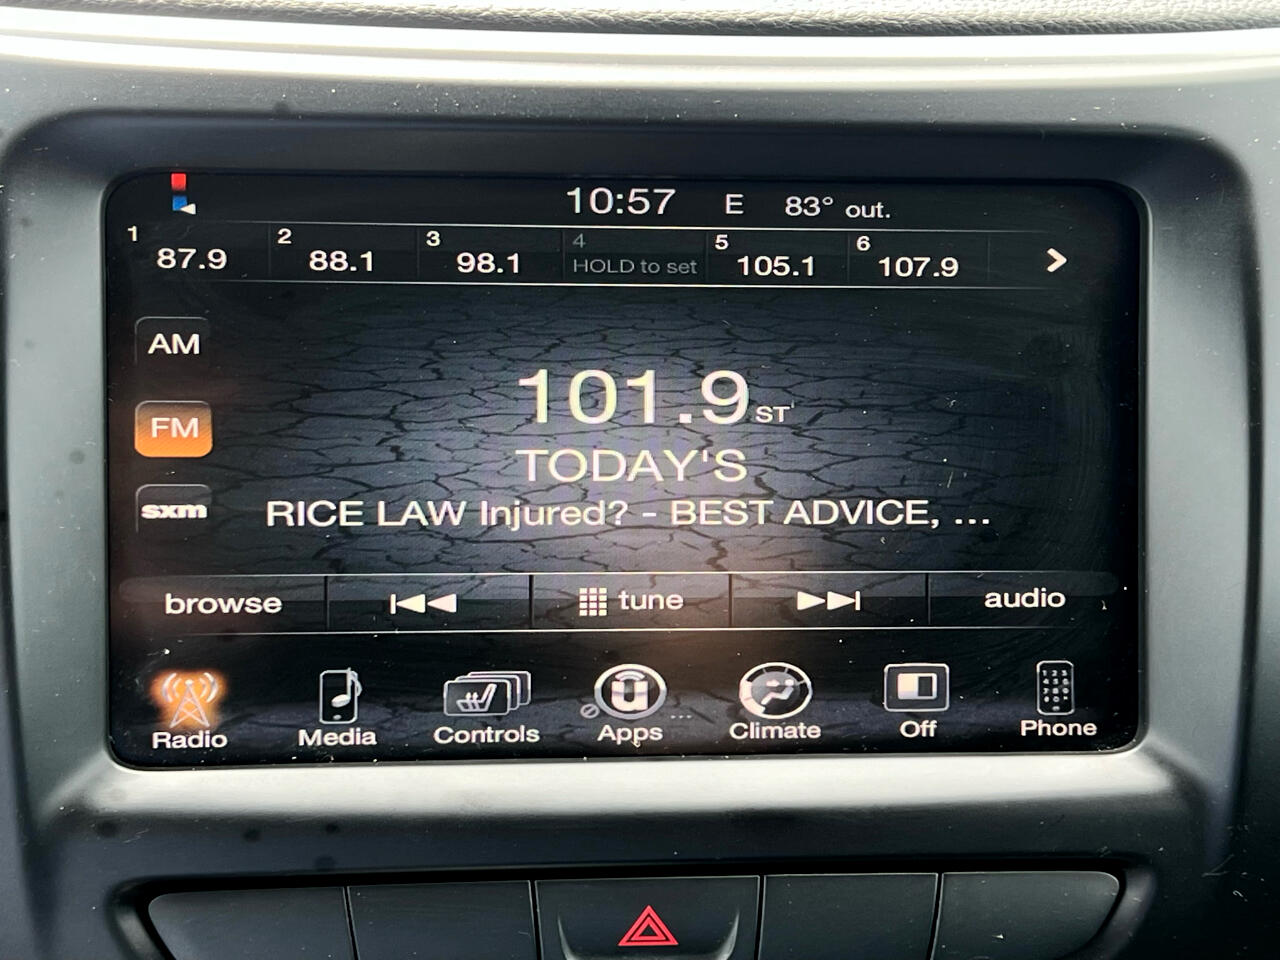 10:57 E 83° out.
1 87.9 2 88.1 3 98.1 4 HOLD to set 5 105.1 6 107.9
AM
101.9 ST
FM
TODAY'S
sxm
RICE LAW Injured? - BEST ADVICE, ...
browse tune audio
Radio Media Controls Apps Climate Off Phone